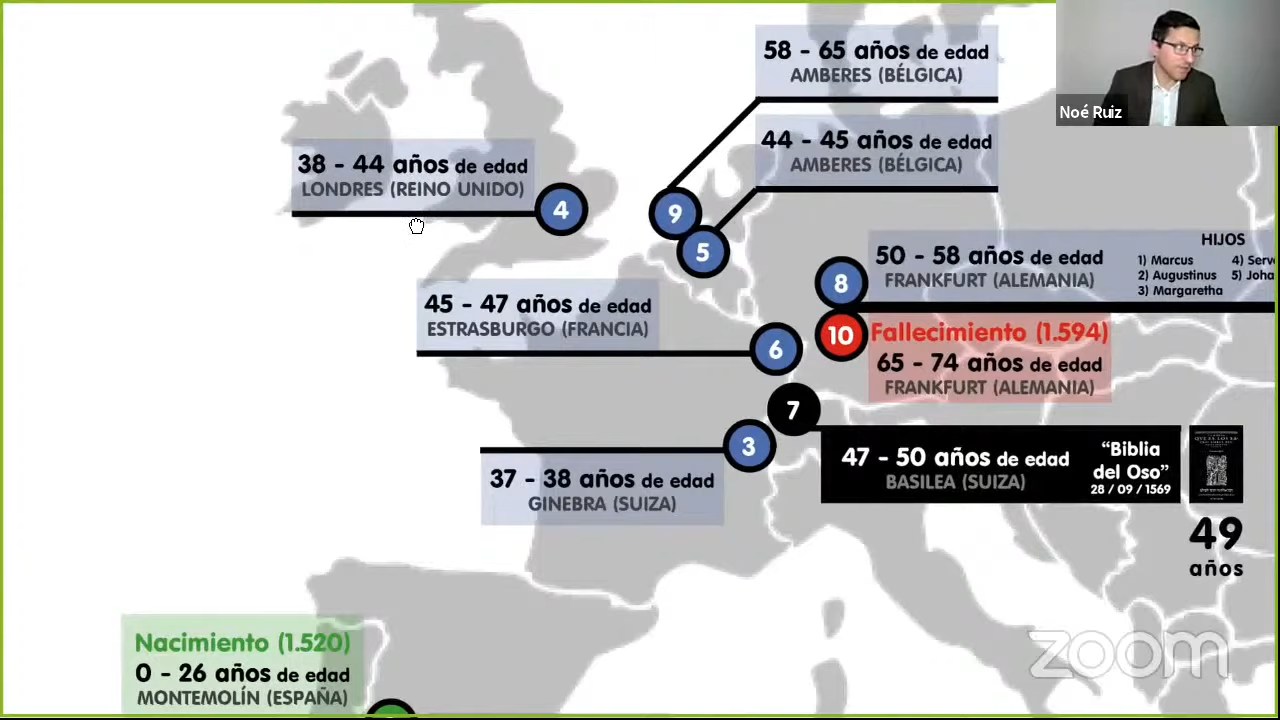 58 - 65 años de edad
AMBERES (BÉLGICA)
Noé Ruiz
44 - 45 años de edad
AMBERES (BÉLGICA)
38 - 44 años de edad
LONDRES (REINO UNIDO)
4
9
5
50 - 58 años de edad
FRANKFURT (ALEMANIA)
HIJOS
1) Marcus
2) Augustinus
3) Margaretha
4) Serv
5) Joha
8
45 - 47 años de edad
ESTRASBURGO (FRANCIA)
6
10
Fallecimiento (1.594)
65 - 74 años de edad
FRANKFURT (ALEMANIA)
7
47 - 50 años de edad
BASILEA (SUIZA)
“Biblia
del Oso”
28 / 09 / 1569
49
años
3
37 - 38 años de edad
GINEBRA (SUIZA)
Nacimiento (1.520)
0 - 26 años de edad
MONTEMOLÍN (ESPAÑA)
zoom